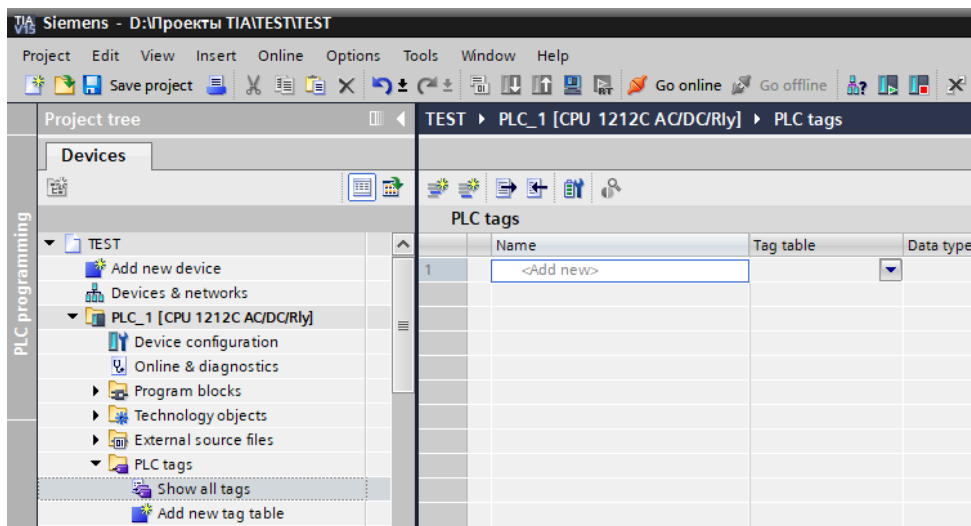 TIA V15 Siemens - D:\Проекты TIA\TEST\TEST
Project Edit View Insert Online Options Tools Window Help
Save project Go online Go offline
Project tree
TEST PLC_1 [CPU 1212C AC/DC/Rly] PLC tags
Devices
PLC programming
PLC tags
Name Tag table Data type
1 <Add new>
TEST
Add new device
Devices & networks
PLC_1 [CPU 1212C AC/DC/Rly]
Device configuration
Online & diagnostics
Program blocks
Technology objects
External source files
PLC tags
Show all tags
Add new tag table